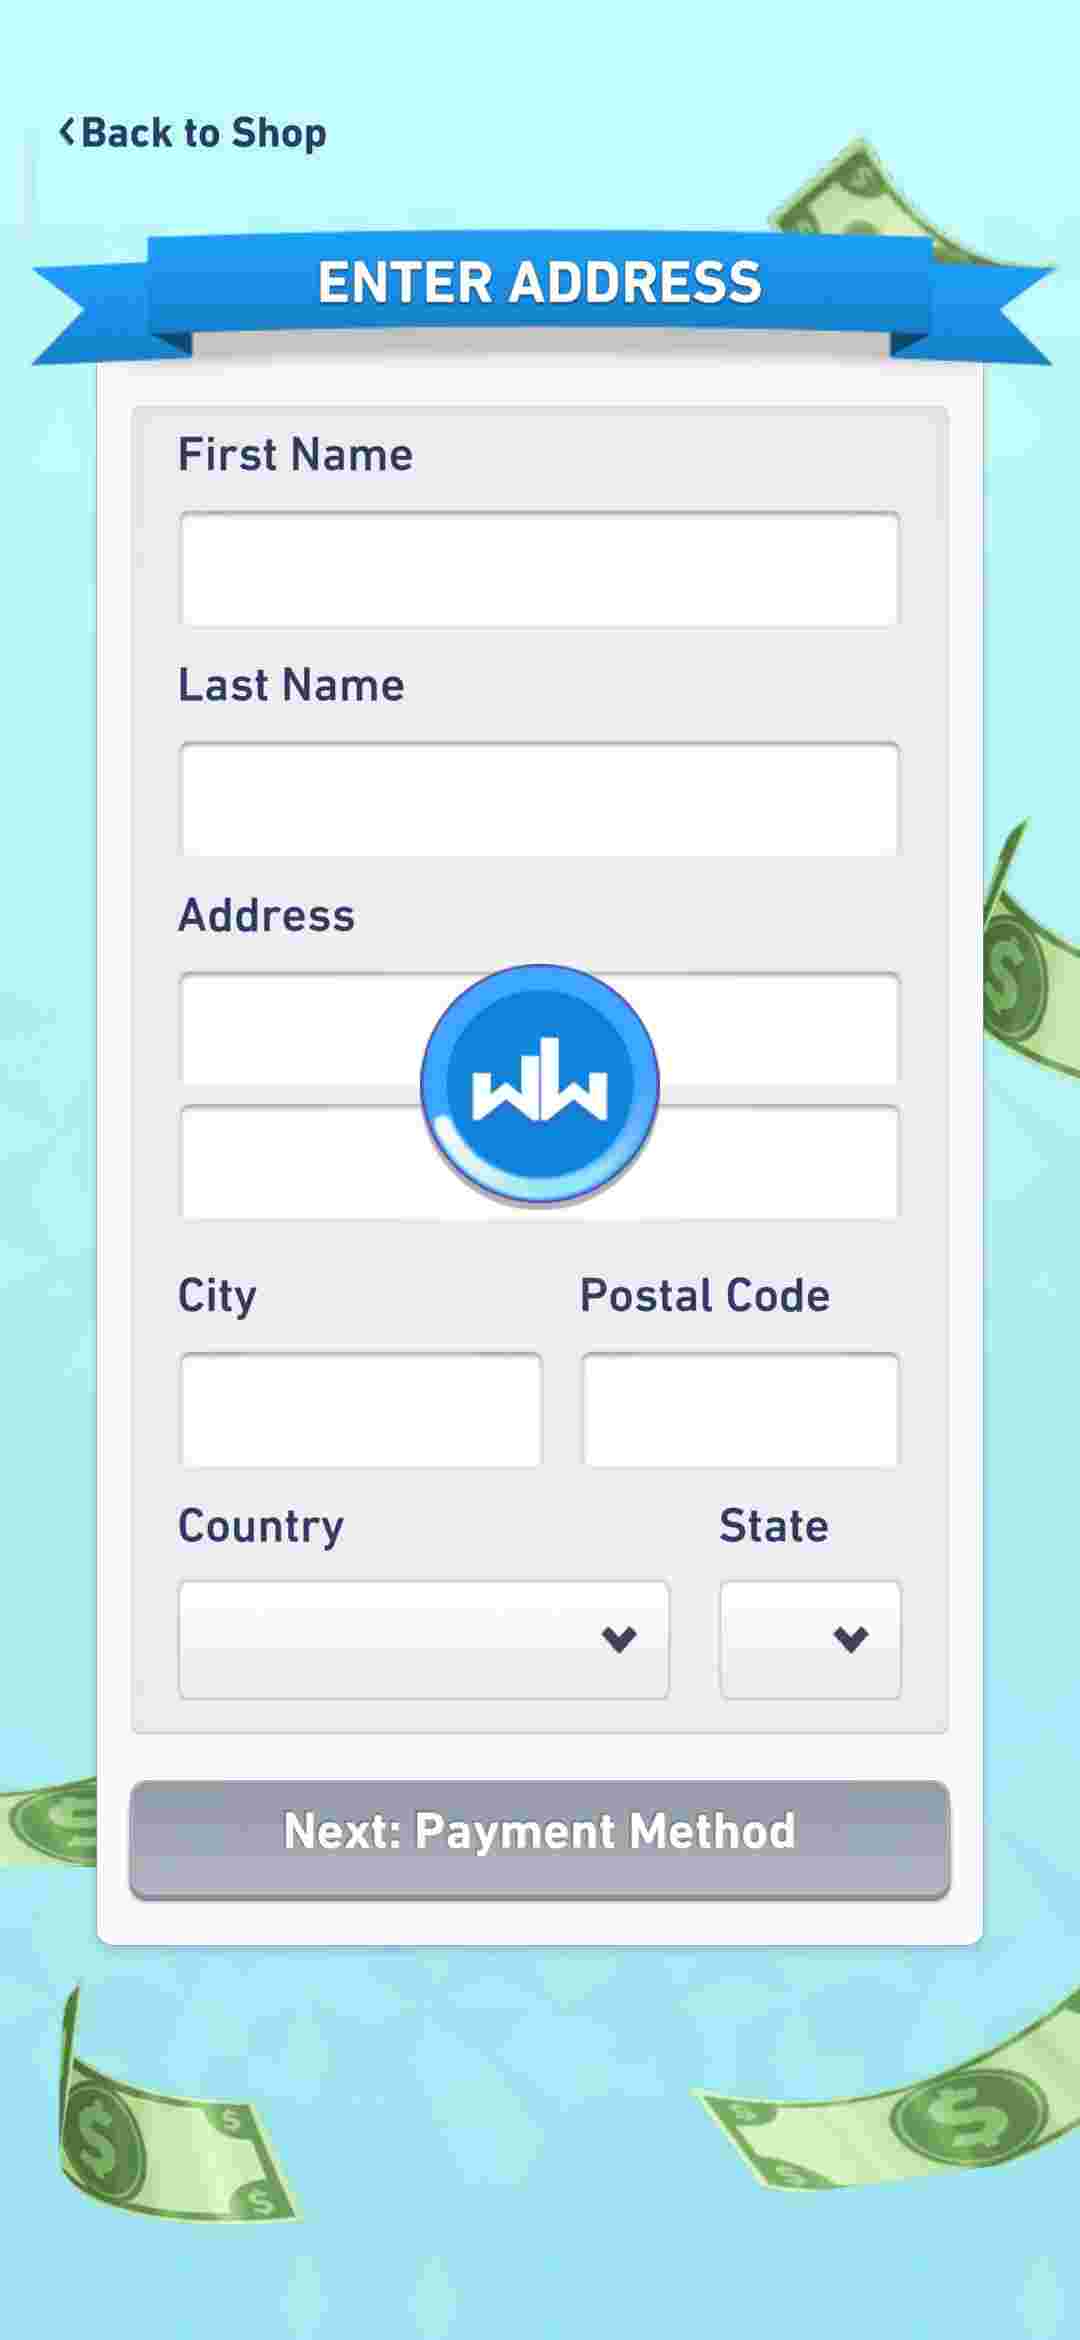 Back to Shop
ENTER ADDRESS
First Name
Last Name
Address
City
Postal Code
Country
State
Next: Payment Method